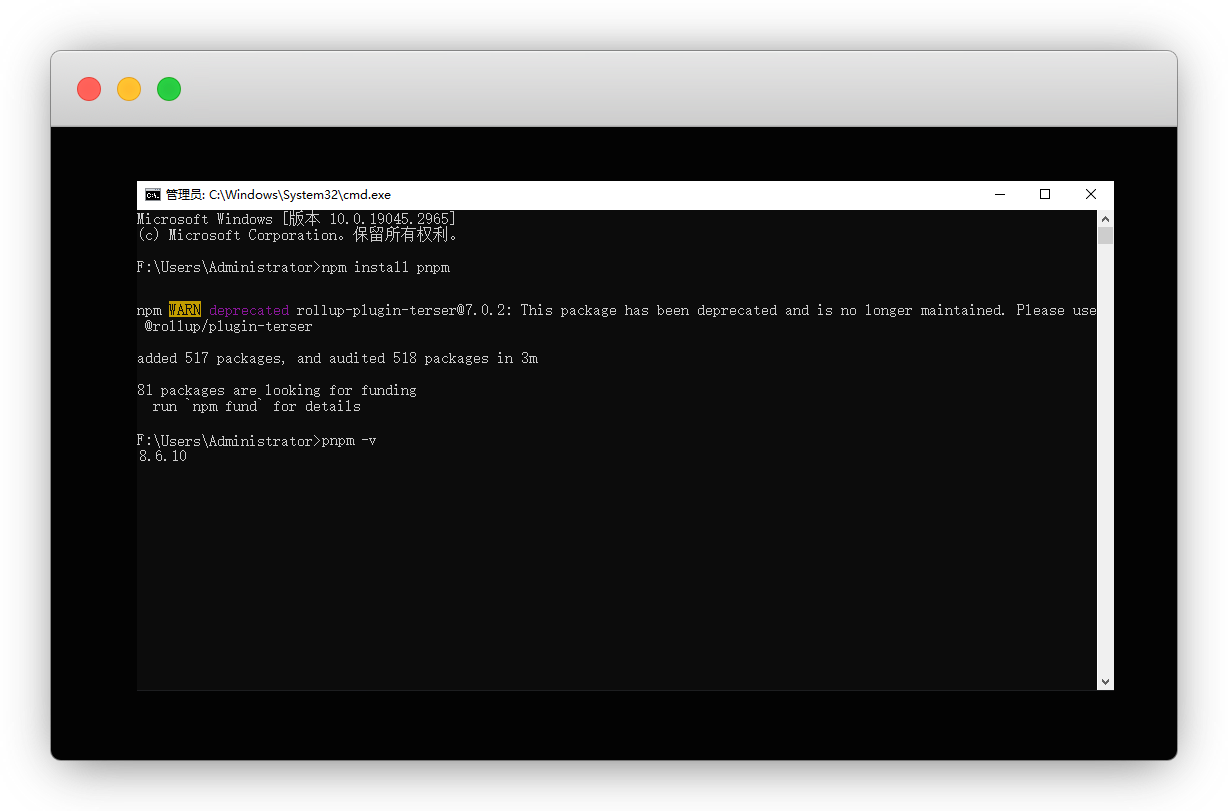 管理员: C:\Windows\System32\cmd.exe
Microsoft Windows [版本 10.0.19045.2965]
(c) Microsoft Corporation。保留所有权利。
F:\Users\Administrator>npm install pnpm
npm WARN deprecated rollup-plugin-terser@7.0.2: This package has been deprecated and is no longer maintained. Please use
@rollup/plugin-terser
added 517 packages, and audited 518 packages in 3m
81 packages are looking for funding
run `npm fund` for details
F:\Users\Administrator>pnpm -v
8.6.10